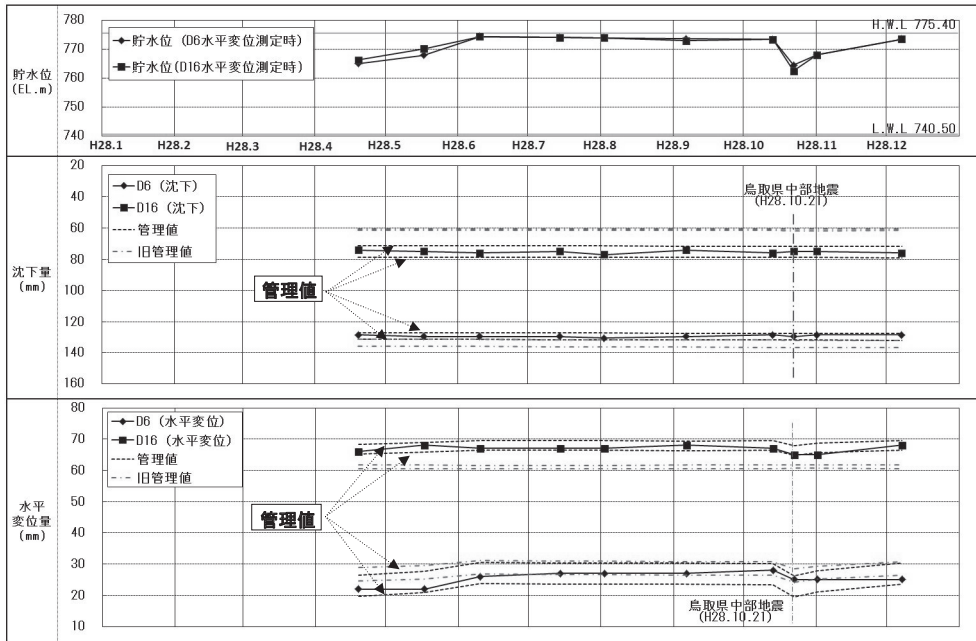 780
770
760
750
740
貯水位
(EL.m)
貯水位 (D6水平変位測定時)
貯水位(D16水平変位測定時)
H.W.L 775.40
L.W.L 740.50
H28.1
H28.2
H28.3
H28.4
H28.5
H28.6
H28.7
H28.8
H28.9
H28.10
H28.11
H28.12
20
40
60
80
100
120
140
160
沈下量
(mm)
D6 (沈下)
D16 (沈下)
管理値
旧管理値
管理値
鳥取県中部地震
(H28.10.21)
80
70
60
50
40
30
20
10
水平
変位量
(mm)
D6 (水平変位)
D16 (水平変位)
管理値
旧管理値
管理値
鳥取県中部地震
(H28.10.21)